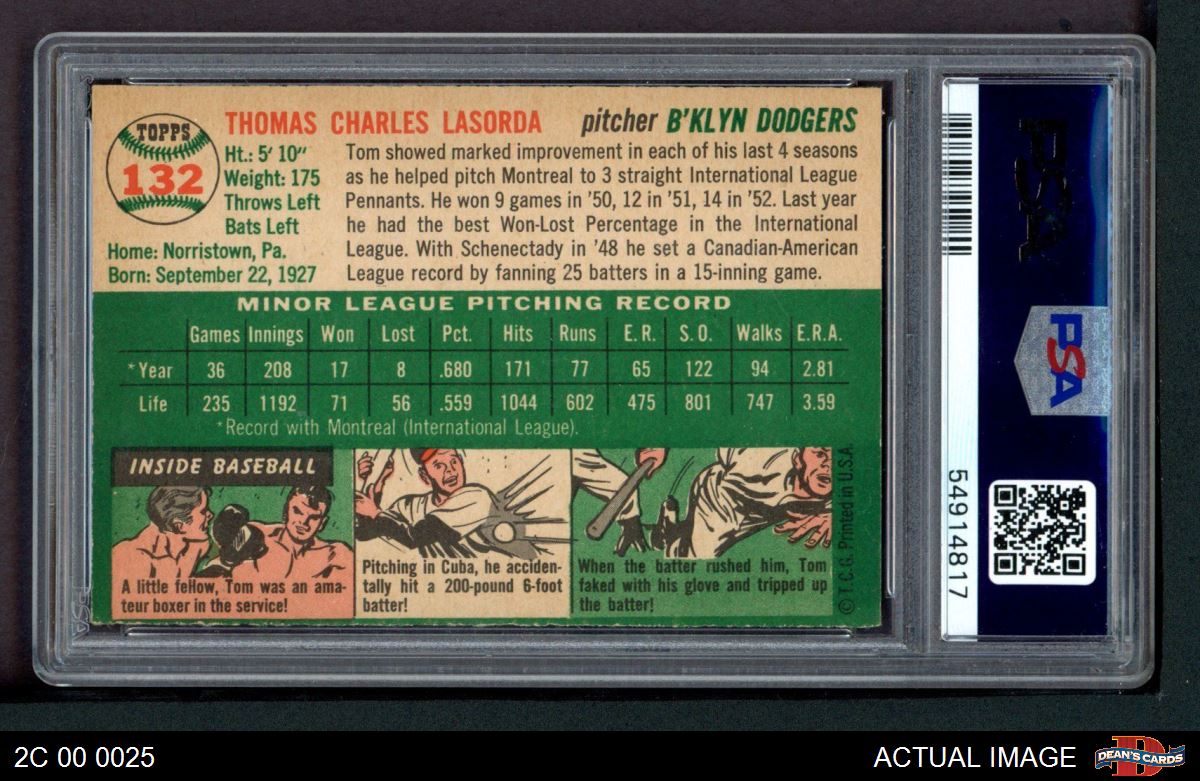 TOPPS
132
THOMAS CHARLES LASORDA
pitcher B'KLYN DODGERS
Ht.: 5' 10"
Weight: 175
Throws Left
Bats Left
Home: Norristown, Pa.
Born: September 22, 1927
Tom showed marked improvement in each of his last 4 seasons
as he helped pitch Montreal to 3 straight International League
Pennants. He won 9 games in '50, 12 in '51, 14 in '52. Last year
he had the best Won-Lost Percentage in the International
League. With Schenectady in '48 he set a Canadian-American
League record by fanning 25 batters in a 15-inning game.
MINOR LEAGUE PITCHING RECORD
Games Innings Won Lost Pct. Hits Runs E.R. S.O. Walks E.R.A.
*Year 36 208 17 8 .680 171 77 65 122 94 2.81
Life 235 1192 71 56 .559 1044 602 475 801 747 3.59
*Record with Montreal (International League).
INSIDE BASEBALL
A little fellow, Tom was an ama-
teur boxer in the service!
Pitching in Cuba, he acciden-
tally hit a 200-pound 6-foot
batter!
When the batter rushed him, Tom
faked with his glove and tripped up
the batter!
© T.C.G. Printed in U.S.A.
PSA
PSA
54914817
PSA
2C 00 0025
ACTUAL IMAGE
D
DEAN'S CARDS